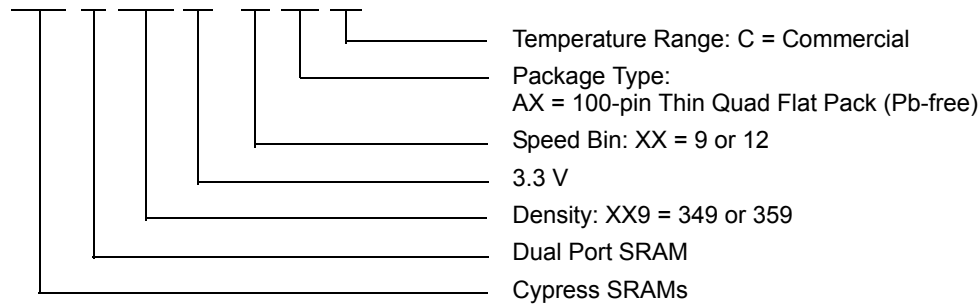 Temperature Range: C = Commercial
Package Type:
AX = 100-pin Thin Quad Flat Pack (Pb-free)
Speed Bin: XX = 9 or 12
3.3 V
Density: XX9 = 349 or 359
Dual Port SRAM
Cypress SRAMs